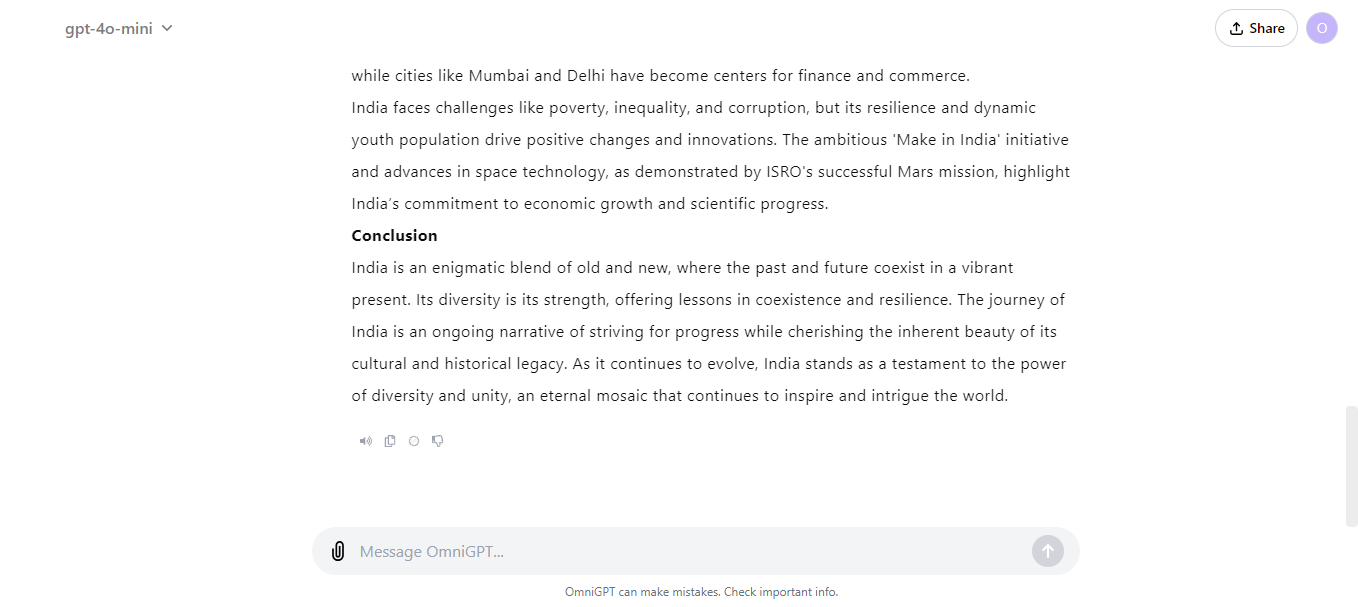 gpt-4o-mini
Share
O
while cities like Mumbai and Delhi have become centers for finance and commerce.
India faces challenges like poverty, inequality, and corruption, but its resilience and dynamic
youth population drive positive changes and innovations. The ambitious 'Make in India' initiative
and advances in space technology, as demonstrated by ISRO's successful Mars mission, highlight
India's commitment to economic growth and scientific progress.
Conclusion
India is an enigmatic blend of old and new, where the past and future coexist in a vibrant
present. Its diversity is its strength, offering lessons in coexistence and resilience. The journey of
India is an ongoing narrative of striving for progress while cherishing the inherent beauty of its
cultural and historical legacy. As it continues to evolve, India stands as a testament to the power
of diversity and unity, an eternal mosaic that continues to inspire and intrigue the world.
Message OmniGPT...
OmniGPT can make mistakes. Check important info.